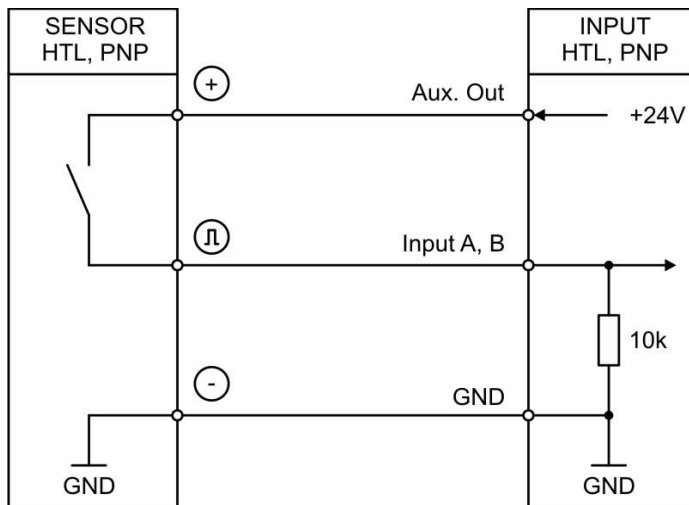 SENSOR
HTL, PNP
INPUT
HTL, PNP
+
Aux. Out
+24V
Input A, B
10k
-
GND
GND
GND